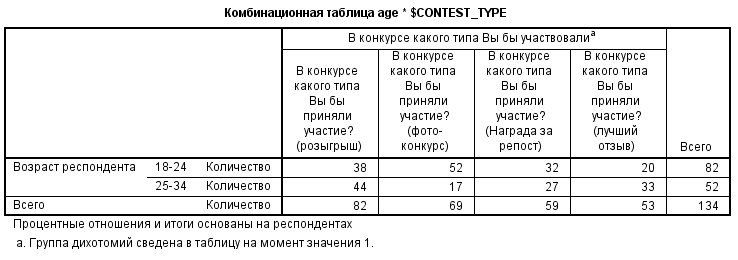 Комбинационная таблица age * $CONTEST_TYPE
В конкурсе какого типа Вы бы участвовали a
Всего
В конкурсе
какого типа
Вы бы
приняли
участие?
(розыгрыш)
В конкурсе
какого типа
Вы бы
приняли
участие?
(фото-
конкурс)
В конкурсе
какого типа
Вы бы
приняли
участие?
(Награда за
репост)
В конкурсе
какого типа
Вы бы
приняли
участие?
(лучший
отзыв)
Возраст респондента 18-24 Количество 38 52 32 20 82
25-34 Количество 44 17 27 33 52
Всего Количество 82 69 59 53 134
Процентные отношения и итоги основаны на респондентах
a. Группа дихотомий сведена в таблицу на момент значения 1.